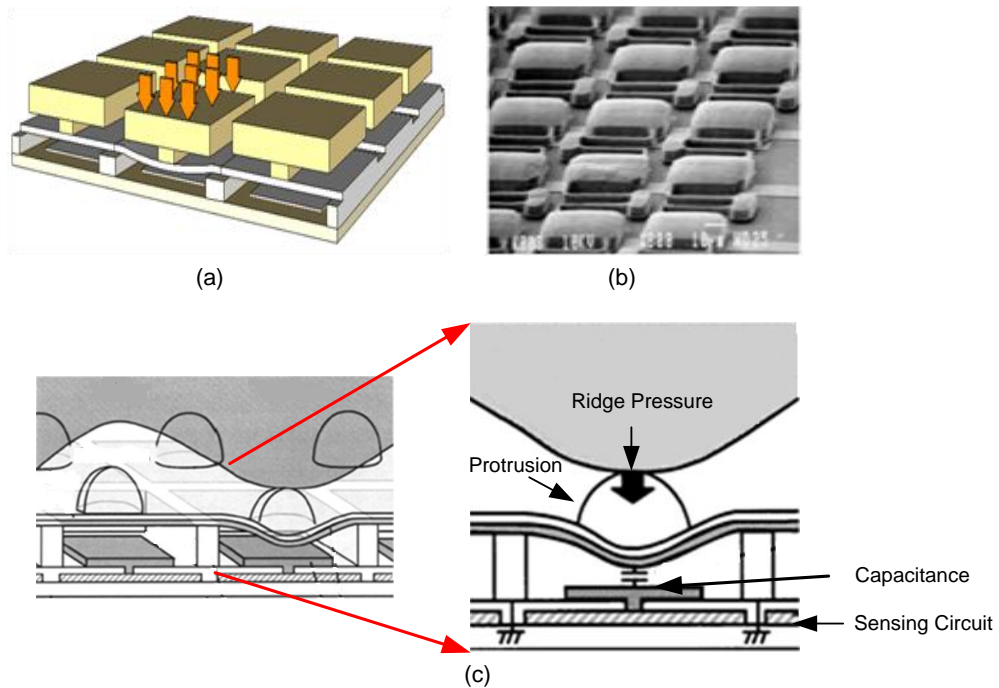 (a)
(b)
Ridge Pressure
Protrusion
Capacitance
Sensing Circuit
(c)